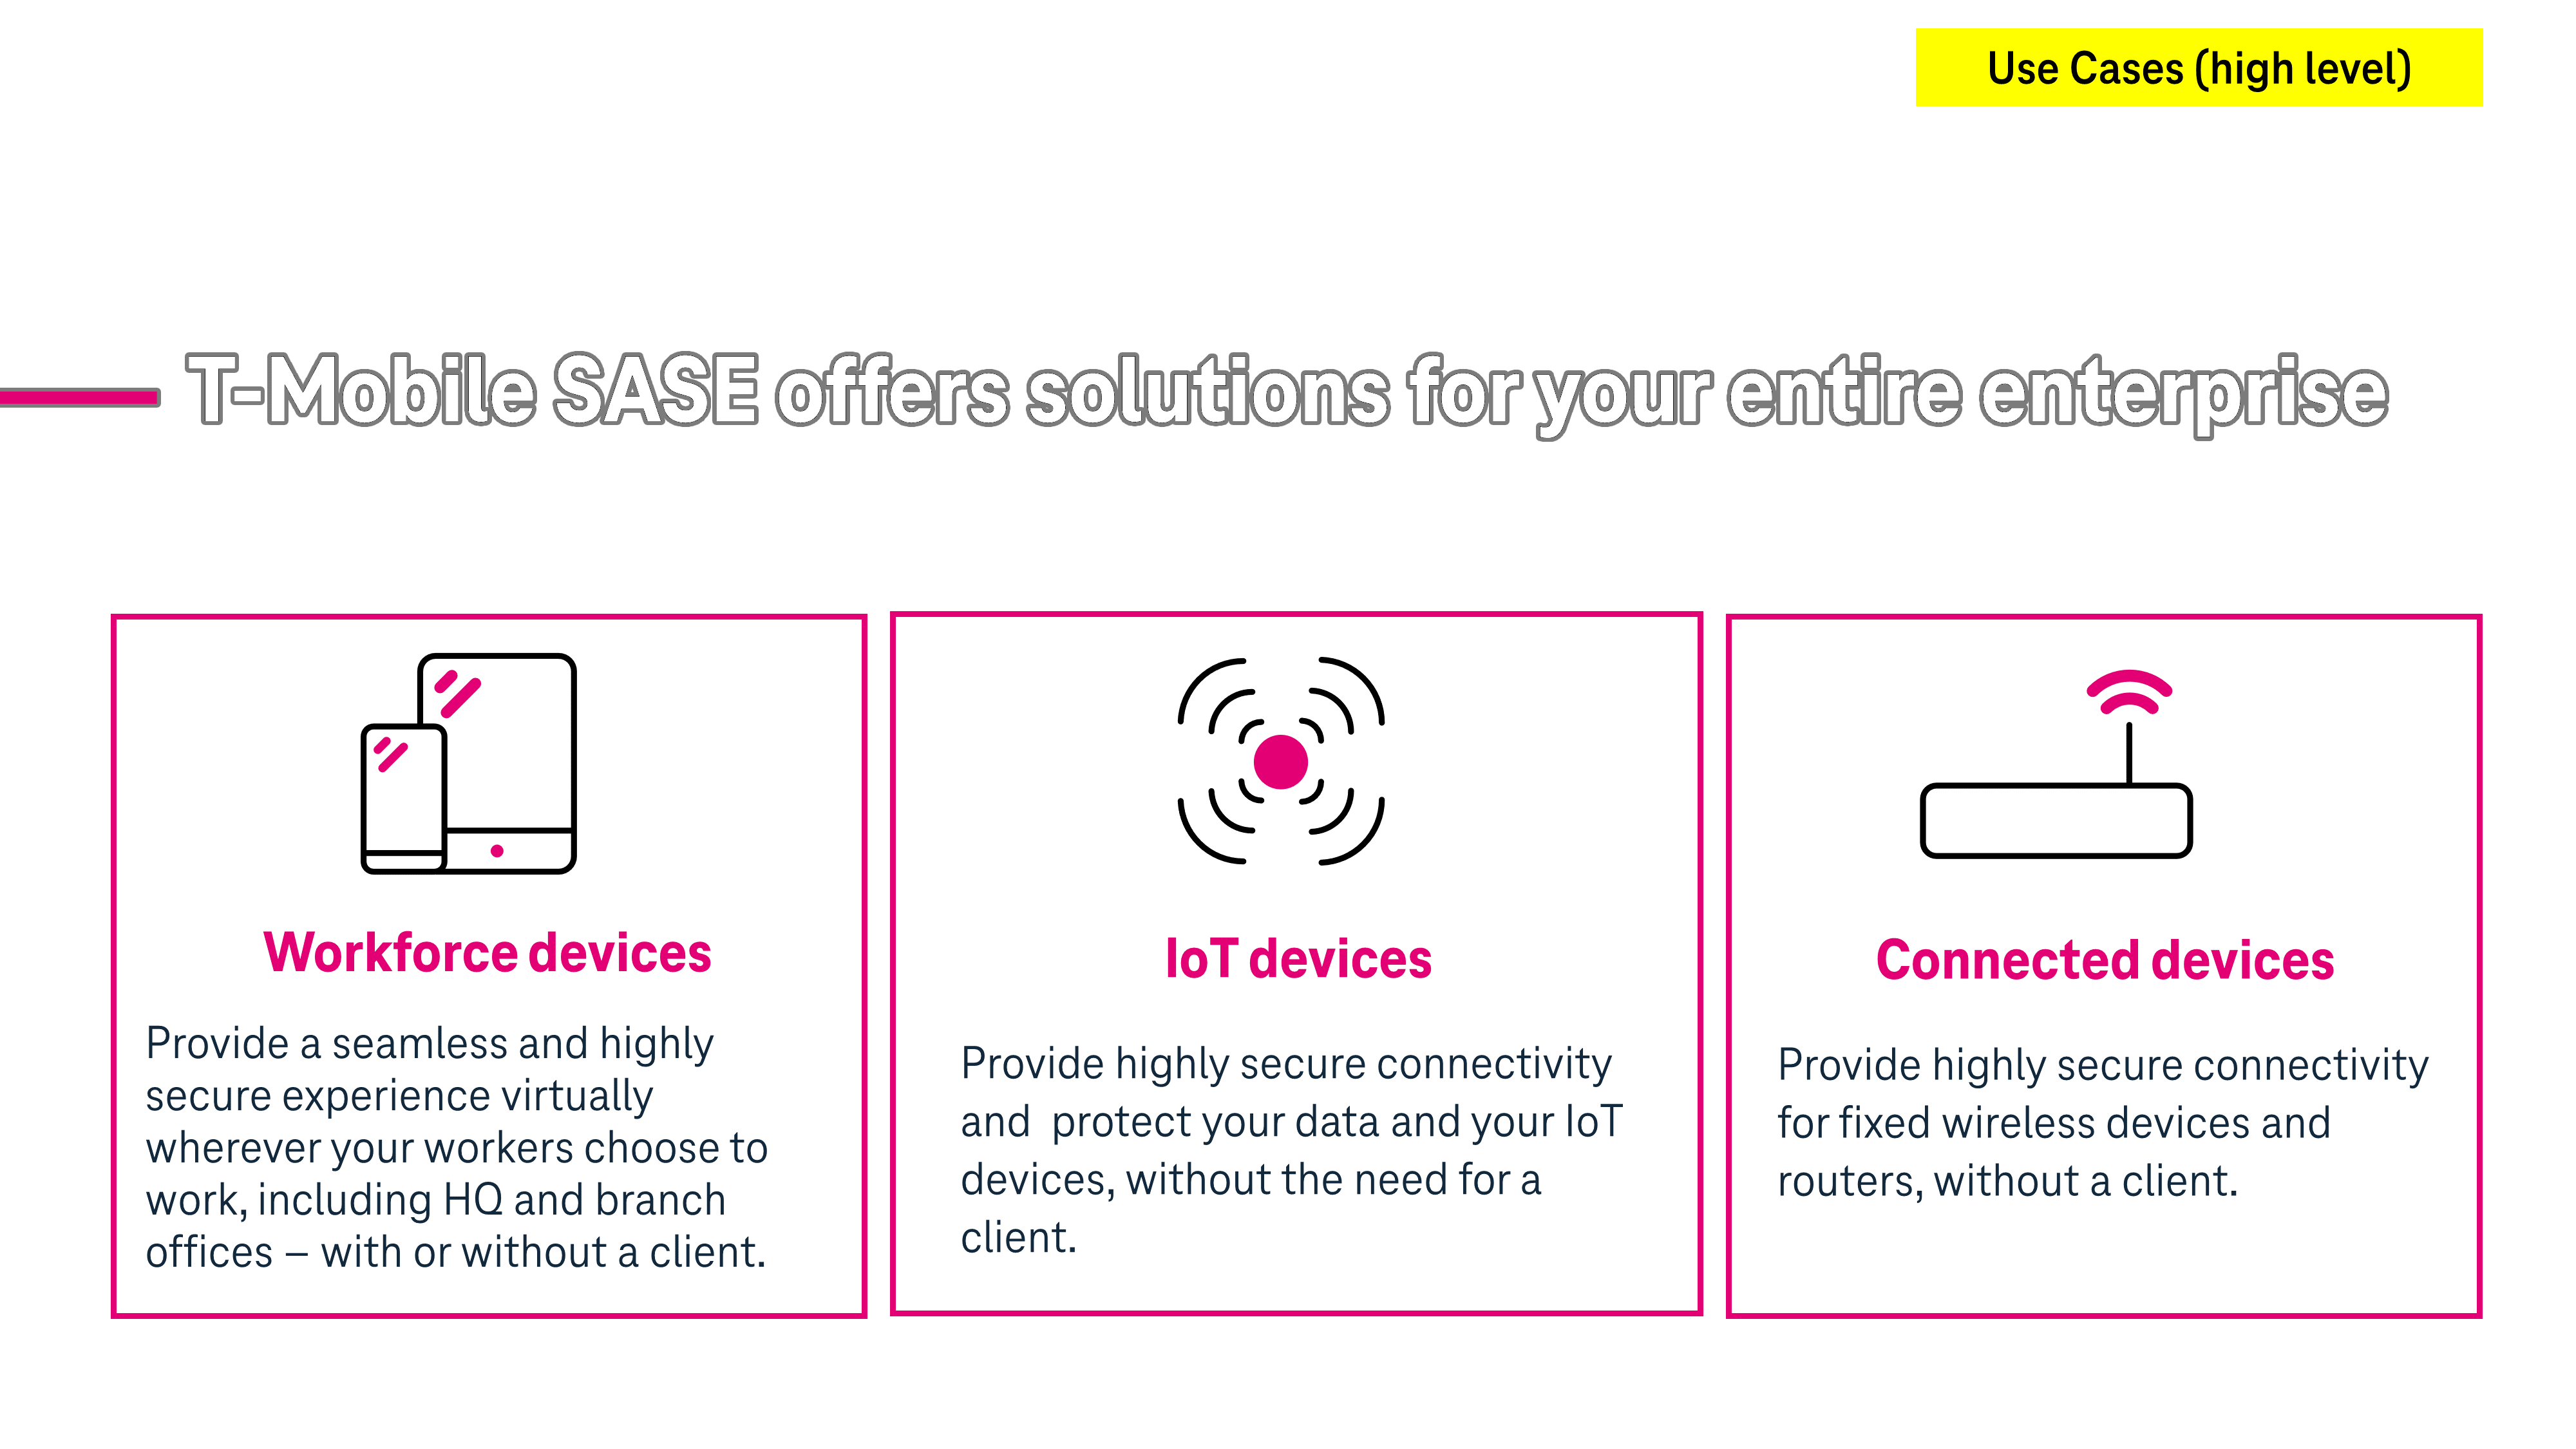 Use Cases (high level)
T-Mobile SASE offers solutions for your entire enterprise
Workforce devices
Provide a seamless and highly
secure experience virtually
wherever your workers choose to
work, including HQ and branch
offices – with or without a client.
IoT devices
Provide highly secure connectivity
and  protect your data and your IoT
devices, without the need for a
client.
Connected devices
Provide highly secure connectivity
for fixed wireless devices and
routers, without a client.